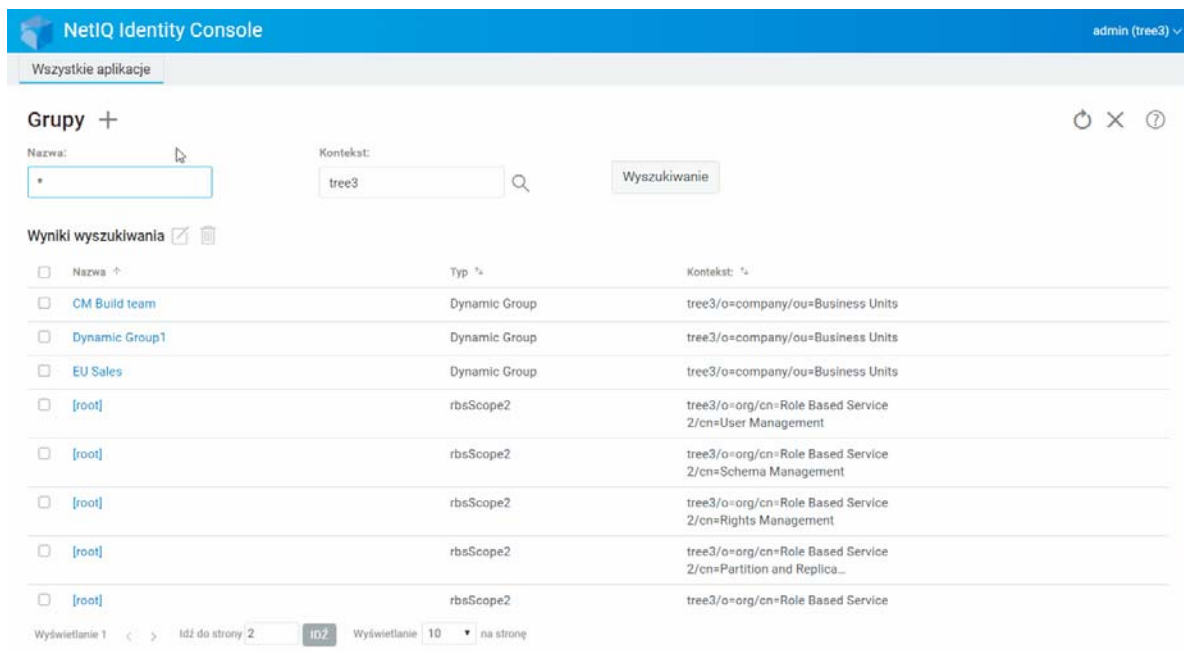 NetIQ Identity Console
admin (tree3)
Wszystkie aplikacje
Grupy
Nazwa:
Kontekst:
*
tree3
Wyszukiwanie
Wyniki wyszukiwania
Nazwa Typ Kontekst:
CM Build team Dynamic Group tree3/o=company/ou=Business Units
Dynamic Group1 Dynamic Group tree3/o=company/ou=Business Units
EU Sales Dynamic Group tree3/o=company/ou=Business Units
[root] rbsScope2 tree3/o=org/cn=Role Based Service
2/cn=User Management
[root] rbsScope2 tree3/o=org/cn=Role Based Service
2/cn=Schema Management
[root] rbsScope2 tree3/o=org/cn=Role Based Service
2/cn=Rights Management
[root] rbsScope2 tree3/o=org/cn=Role Based Service
2/cn=Partition and Replica...
[root] rbsScope2 tree3/o=org/cn=Role Based Service
Wyświetlanie 1 < > Idź do strony 2 IDŹ Wyświetlanie 10 na stronę